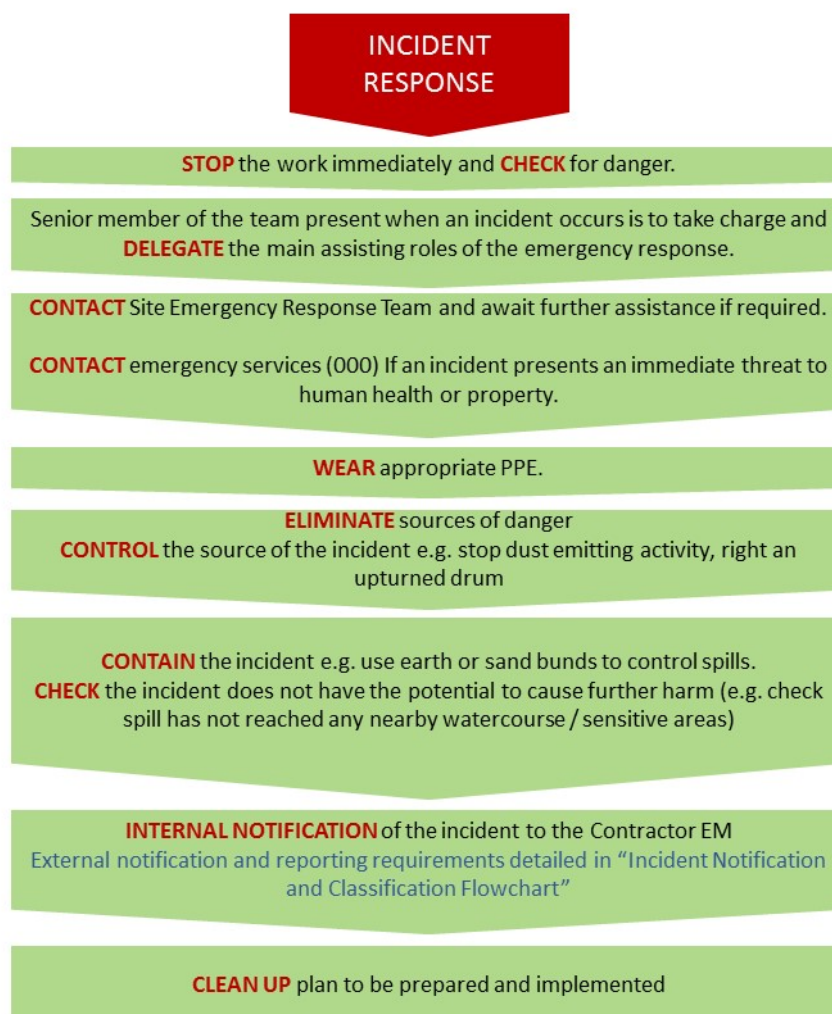 INCIDENT
RESPONSE
STOP the work immediately and CHECK for danger.
Senior member of the team present when an incident occurs is to take charge and
DELEGATE the main assisting roles of the emergency response.
CONTACT Site Emergency Response Team and await further assistance if required.
CONTACT emergency services (000) If an incident presents an immediate threat to
human health or property.
WEAR appropriate PPE.
ELIMINATE sources of danger
CONTROL the source of the incident e.g. stop dust emitting activity, right an
upturned drum
CONTAIN the incident e.g. use earth or sand bunds to control spills.
CHECK the incident does not have the potential to cause further harm (e.g. check
spill has not reached any nearby watercourse / sensitive areas)
INTERNAL NOTIFICATION of the incident to the Contractor EM
External notification and reporting requirements detailed in “Incident Notification
and Classification Flowchart”
CLEAN UP plan to be prepared and implemented